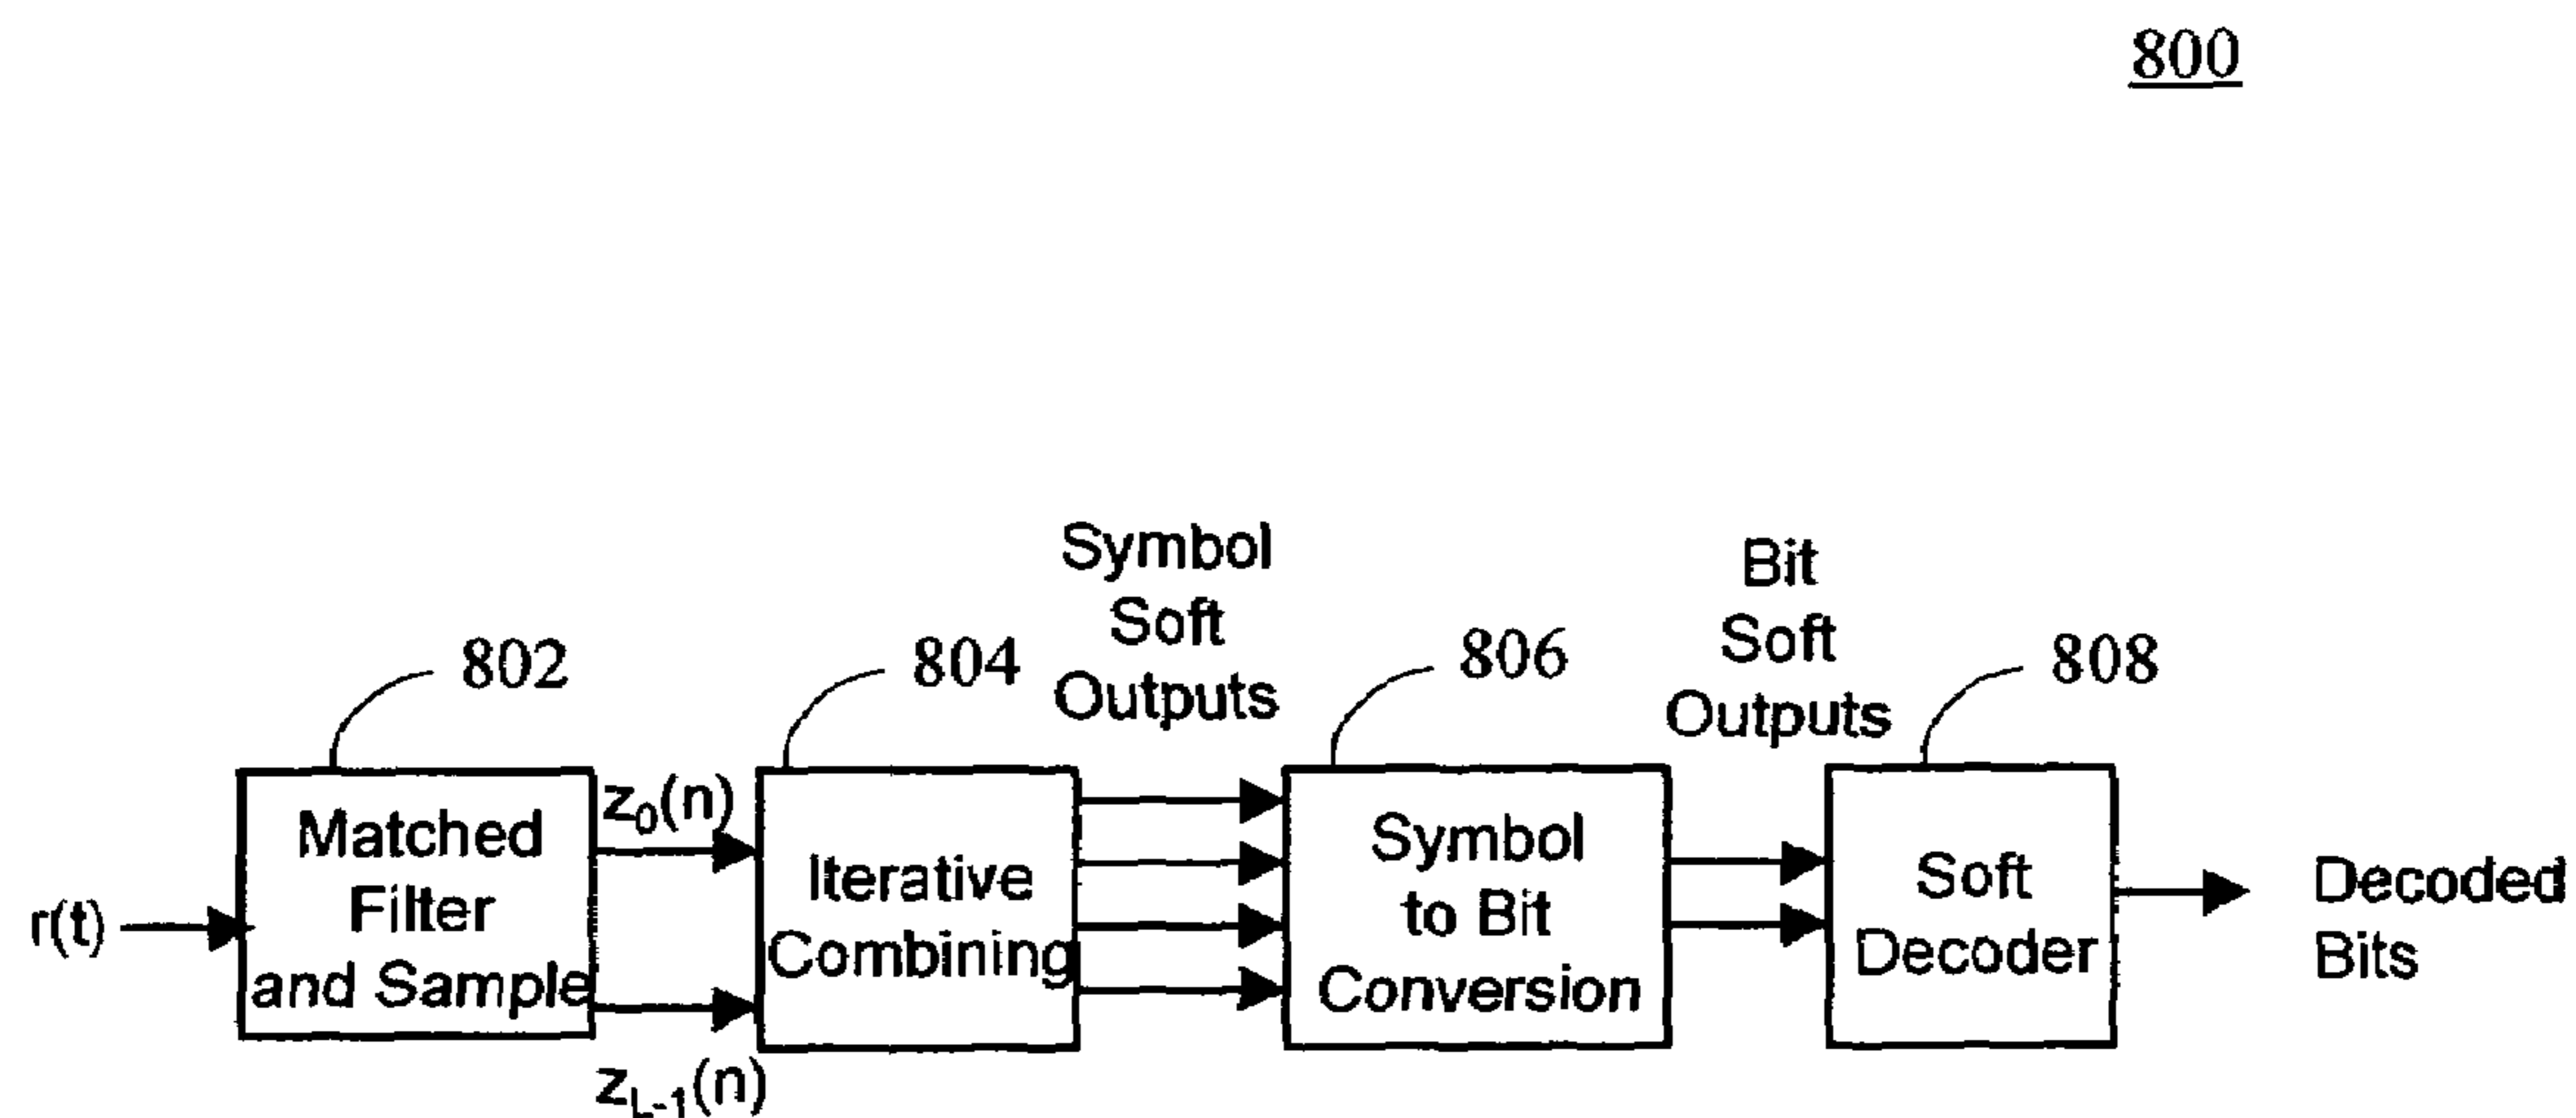 800
Symbol
Soft
Outputs
Bit
Soft
Outputs
802
804
806
808
r(t)
Matched
Filter
and Sample
z₀(n)
z_L-1(n)
Iterative
Combining
Symbol
to Bit
Conversion
Soft
Decoder
Decoded
Bits